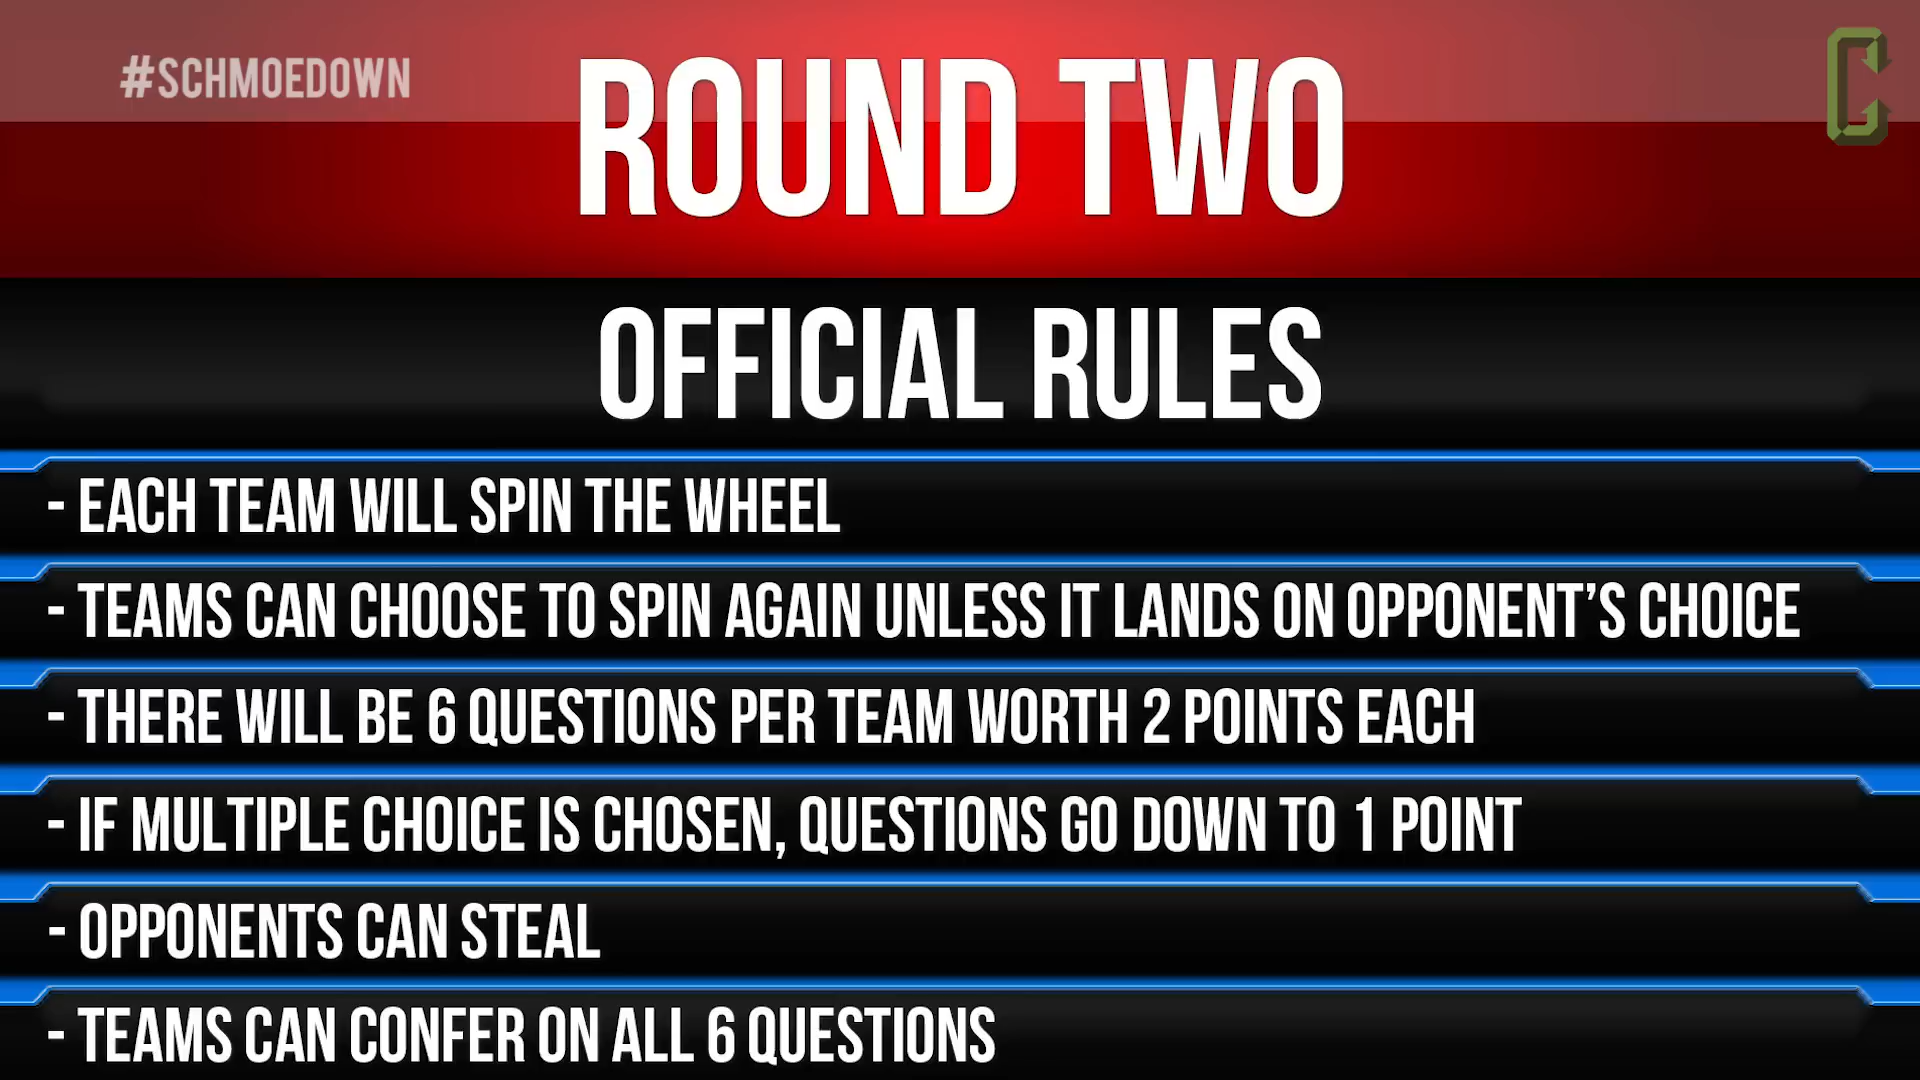 #SCHMOEDOWN
ROUND TWO
OFFICIAL RULES
- EACH TEAM WILL SPIN THE WHEEL
- TEAMS CAN CHOOSE TO SPIN AGAIN UNLESS IT LANDS ON OPPONENT’S CHOICE
- THERE WILL BE 6 QUESTIONS PER TEAM WORTH 2 POINTS EACH
- IF MULTIPLE CHOICE IS CHOSEN, QUESTIONS GO DOWN TO 1 POINT
- OPPONENTS CAN STEAL
- TEAMS CAN CONFER ON ALL 6 QUESTIONS